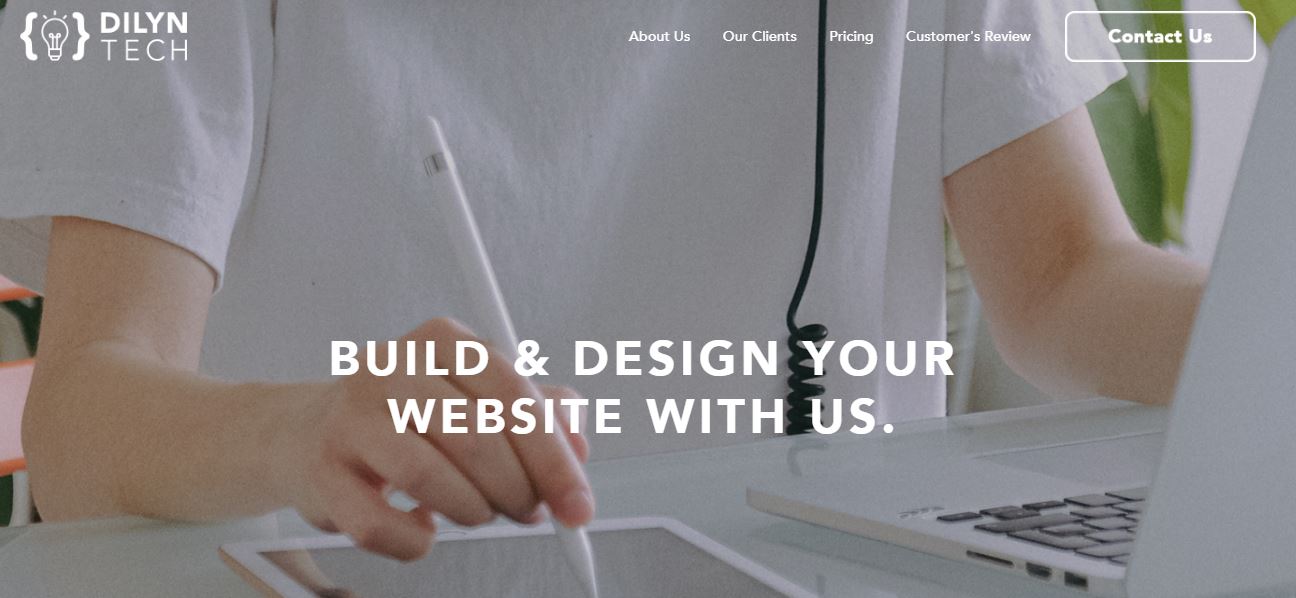 DILYN
TECH
About Us
Our Clients
Pricing
Customer's Review
Contact Us
BUILD & DESIGN YOUR
WEBSITE WITH US.